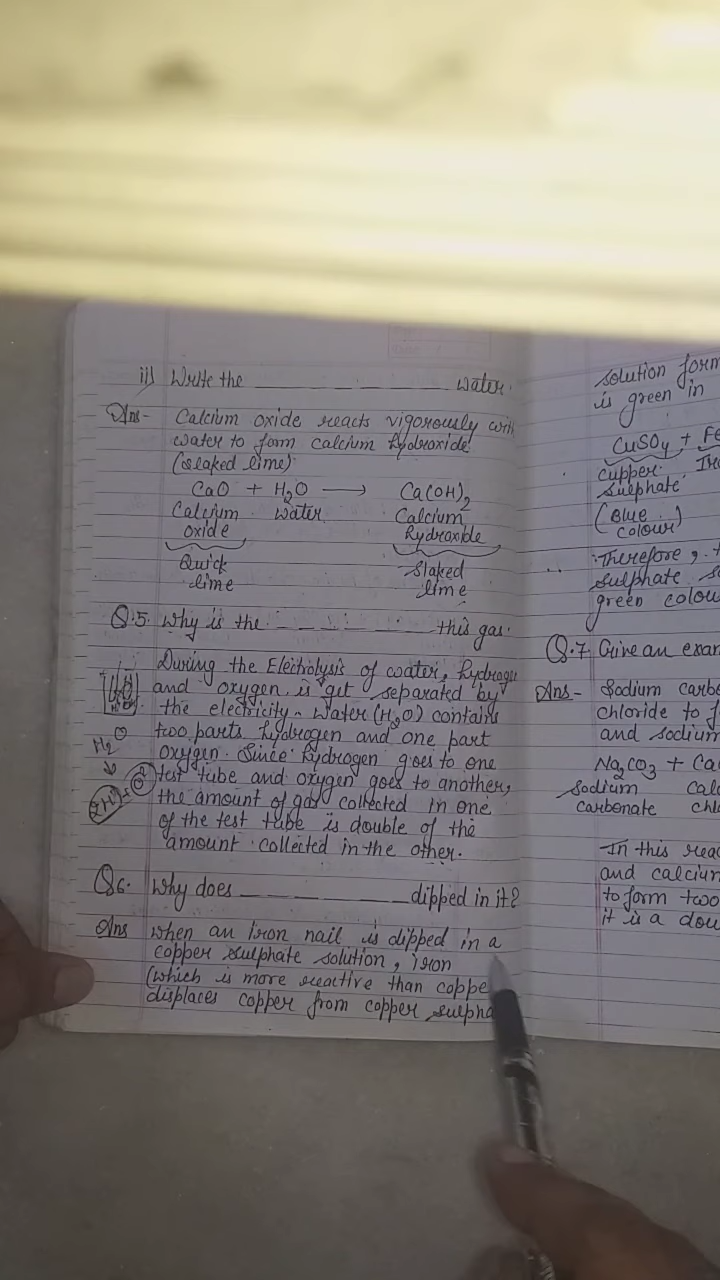 ii) Write the _ _ _ _ water.
Ans- Calcium oxide reacts vigorously with
water to form calcium hydroxide
(slaked lime)
CaO + H₂O ⟶ Ca(OH)₂
Calcium water Calcium
oxide hydroxide
Quick Slaked
lime lime
Q.5. Why is the _ _ _ _ this gas.
During the Electrolysis of water, hydrogen
and oxygen is get separated by
the electricity. Water (H₂O) contains
two parts hydrogen and one part
H₂O
oxygen. Since hydrogen goes to one
test tube and oxygen goes to another,
the amount of gas collected in one
of the test tube is double of the
amount collected in the other.
Q6. Why does _ _ _ dipped in it?
Ans when an Iron nail is dipped in a
copper sulphate solution, iron
(which is more reactive than coppe
displaces copper from copper sulpha
solution form
is green in
CuSO₄ + Fe
cupper
sulphate
(Blue
colour)
Therefore, t
sulphate s
green colou
Q.7. Give an exam
Ans- Sodium carb
chloride to f
and sodium
Na₂CO₃ + Ca
sodium calc
carbonate chl
In this reac
and calcium
to form two
it is a dou